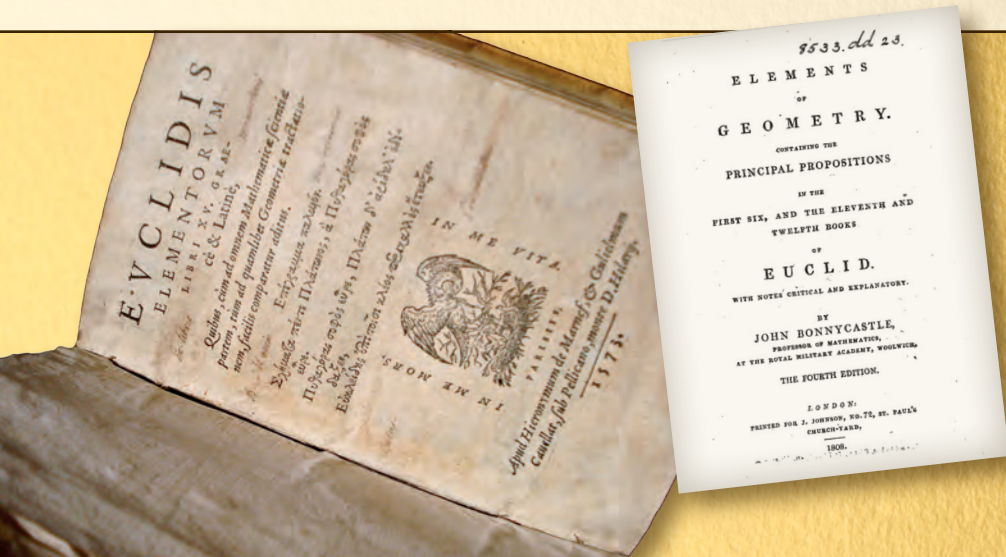 EVCLIDIS
ELEMENTORVM
LIBRI XV. GRAE-
cè & Latinè,
Quibus, cùm ad omnem Mathematicæ scientiæ
partem, tum ad quamlibet Geometriæ tractatio-
nem, facilis comparatur aditus.
IN ME VITA
IN ME MORS
PARISIIS,
Apud Hieronymum de Marnef, & Gulielmum
Cauellat, sub Pelicano, monte D. Hilarij.
1573.
8533.dd 23.
ELEMENTS
OF
GEOMETRY.
CONTAINING THE
PRINCIPAL PROPOSITIONS
IN THE
FIRST SIX, AND THE ELEVENTH AND
TWELFTH BOOKS
OF
EUCLID.
WITH NOTES CRITICAL AND EXPLANATORY.
BY
JOHN BONNYCASTLE,
PROFESSOR OF MATHEMATICS,
AT THE ROYAL MILITARY ACADEMY, WOOLWICH,
THE FOURTH EDITION.
LONDON:
PRINTED FOR J. JOHNSON, NO. 72, ST. PAUL'S
CHURCH-YARD,
1808.